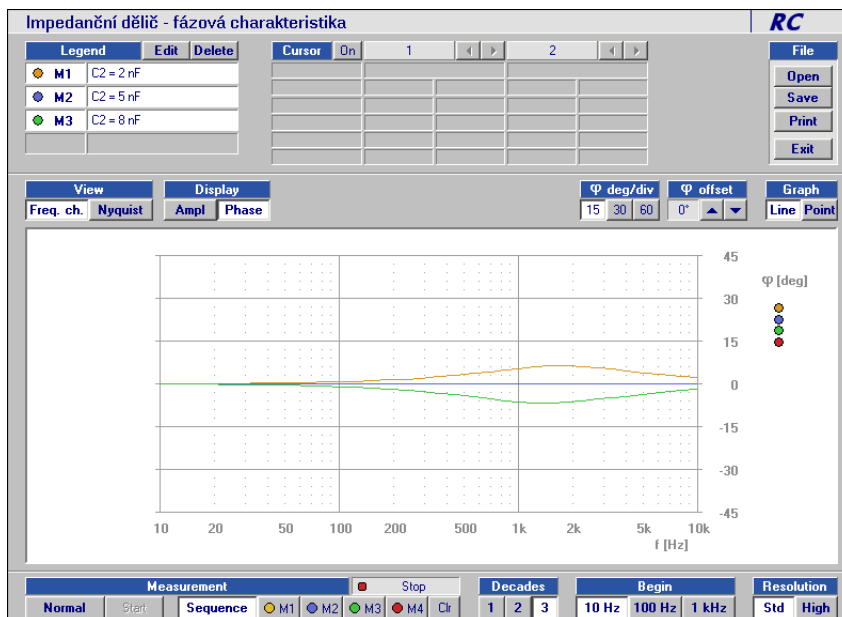 Impedanční dělič - fázová charakteristika
RC
Legend Edit Delete Cursor On 1 2 File
M1 C2 = 2 nF
M2 C2 = 5 nF
M3 C2 = 8 nF
Open
Save
Print
Exit
View Display φ deg/div φ offset Graph
Freq. ch. Nyquist Ampl Phase 15 30 60 0° Line Point
45
φ [deg]
30
15
0
-15
-30
-45
10 20 50 100 200 500 1k 2k 5k 10k
f [Hz]
Measurement Stop Decades Begin Resolution
Normal Start Sequence M1 M2 M3 M4 Clr 1 2 3 10 Hz 100 Hz 1 kHz Std High